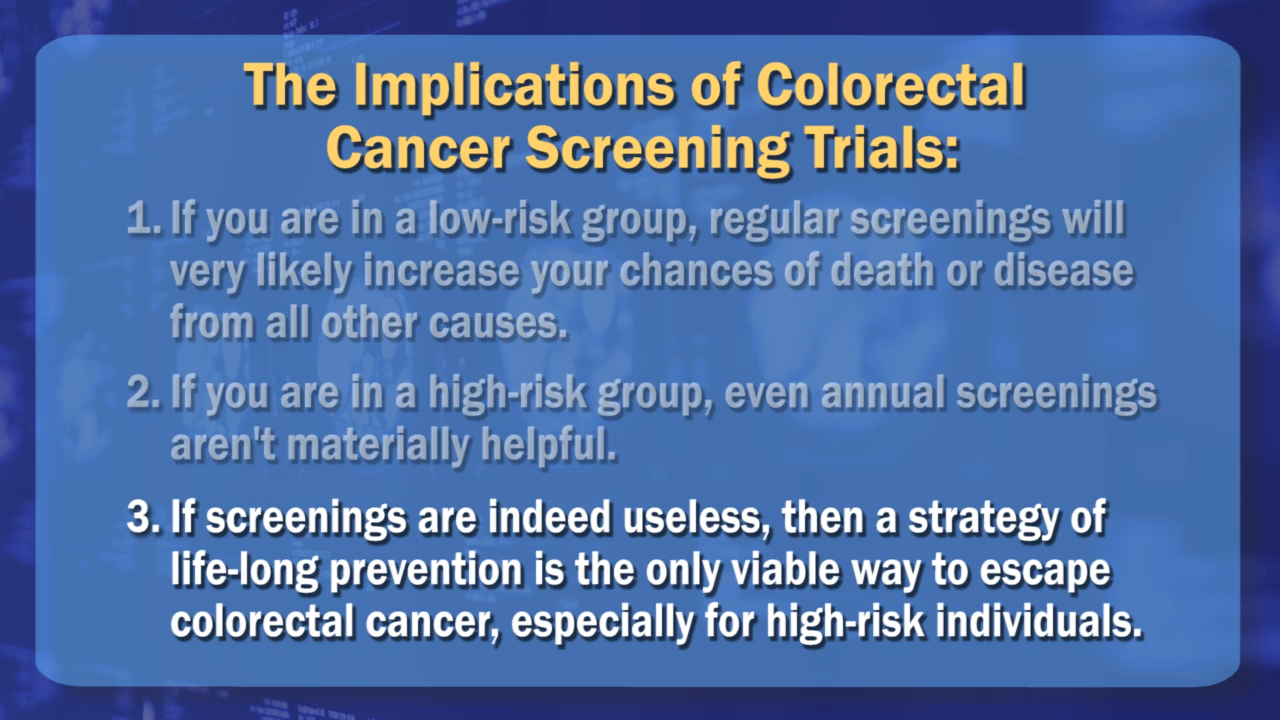 The Implications of Colorectal
Cancer Screening Trials:
1. If you are in a low-risk group, regular screenings will
very likely increase your chances of death or disease
from all other causes.
2. If you are in a high-risk group, even annual screenings
aren't materially helpful.
3. If screenings are indeed useless, then a strategy of
life-long prevention is the only viable way to escape
colorectal cancer, especially for high-risk individuals.